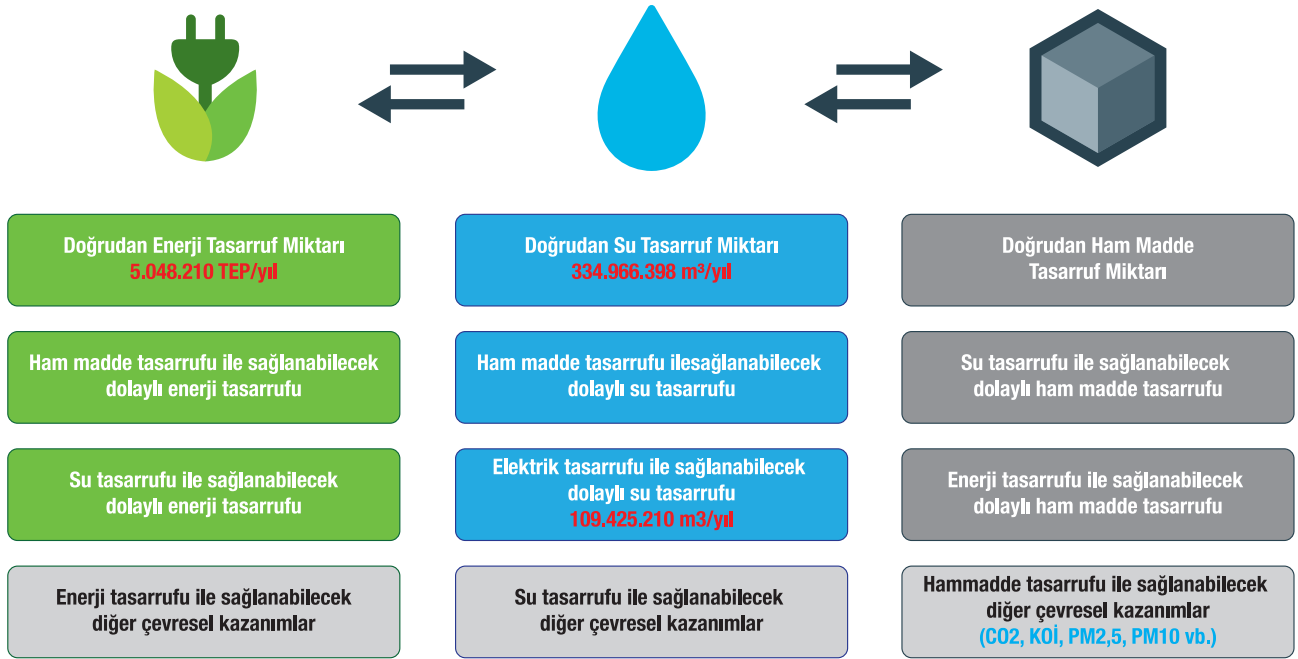 Doğrudan Enerji Tasarruf Miktarı
5.048.210 TEP/yıl
Doğrudan Su Tasarruf Miktarı
334.966.398 m³/yıl
Doğrudan Ham Madde
Tasarruf Miktarı
Ham madde tasarrufu ile sağlanabilecek
dolaylı enerji tasarrufu
Ham madde tasarrufu ilesağlanabilecek
dolaylı su tasarrufu
Su tasarrufu ile sağlanabilecek
dolaylı ham madde tasarrufu
Su tasarrufu ile sağlanabilecek
dolaylı enerji tasarrufu
Elektrik tasarrufu ile sağlanabilecek
dolaylı su tasarrufu
109.425.210 m3/yıl
Enerji tasarrufu ile sağlanabilecek
dolaylı ham madde tasarrufu
Enerji tasarrufu ile sağlanabilecek
diğer çevresel kazanımlar
Su tasarrufu ile sağlanabilecek
diğer çevresel kazanımlar
Hammadde tasarrufu ile sağlanabilecek
diğer çevresel kazanımlar
(CO2, KOİ, PM2,5, PM10 vb.)